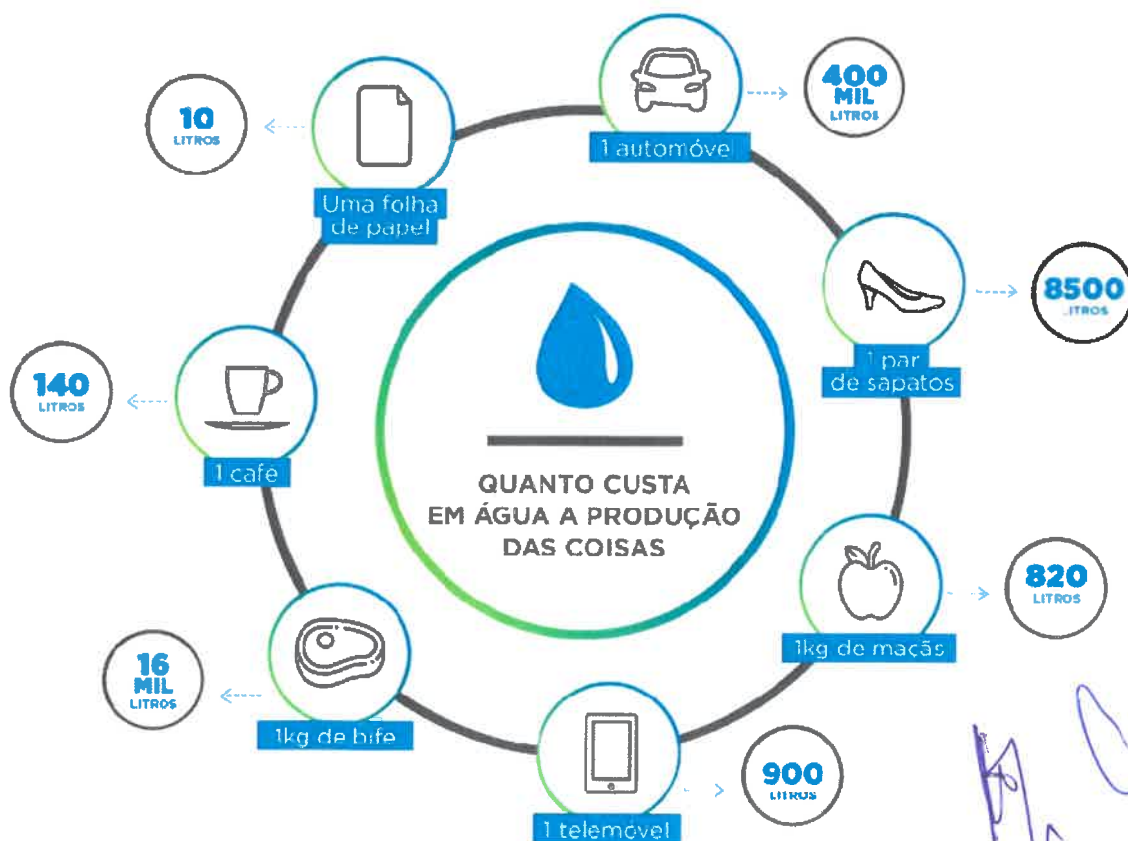 QUANTO CUSTA
EM ÁGUA A PRODUÇÃO
DAS COISAS
400
MIL
LITROS
1 automóvel
8500
LITROS
1 par
de sapatos
820
LITROS
1kg de maçãs
900
LITROS
1 telemóvel
16
MIL
LITROS
1kg de bife
140
LITROS
1 café
10
LITROS
Uma folha
de papel